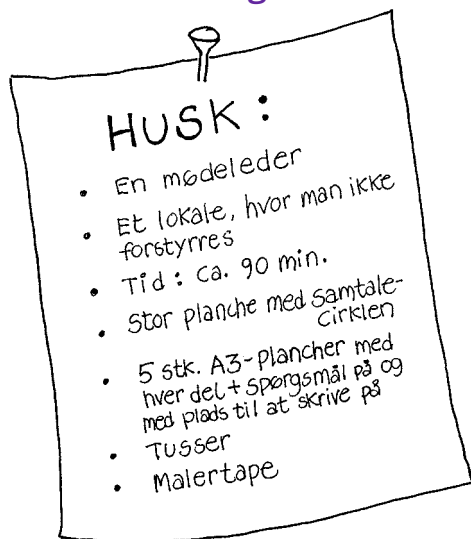 HUSK:
• En mødeleder
• Et lokale, hvor man ikke
forstyrres
• Tid: ca. 90 min.
• Stor planche med samtale-
cirklen
• 5 stk. A3-plancher med
hver del + spørgsmål på og
med plads til at skrive på
• Tusser
• Malertape